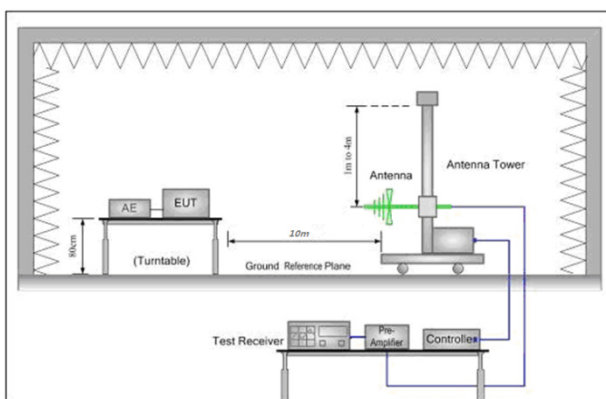 1m to 4m
Antenna
Antenna Tower
AE
EUT
80cm
(Turntable)
10m
Ground Reference Plane
Test Receiver
Pre-
Amplifier
Controller